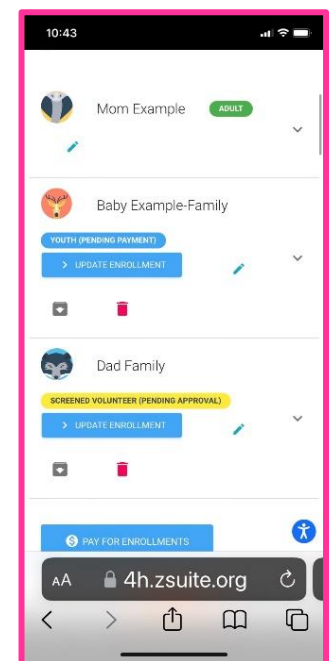 10:43
Mom Example ADULT
Baby Example-Family
YOUTH (PENDING PAYMENT)
> UPDATE ENROLLMENT
Dad Family
SCREENED VOLUNTEER (PENDING APPROVAL)
> UPDATE ENROLLMENT
$ PAY FOR ENROLLMENTS
AA 4h.zsuite.org